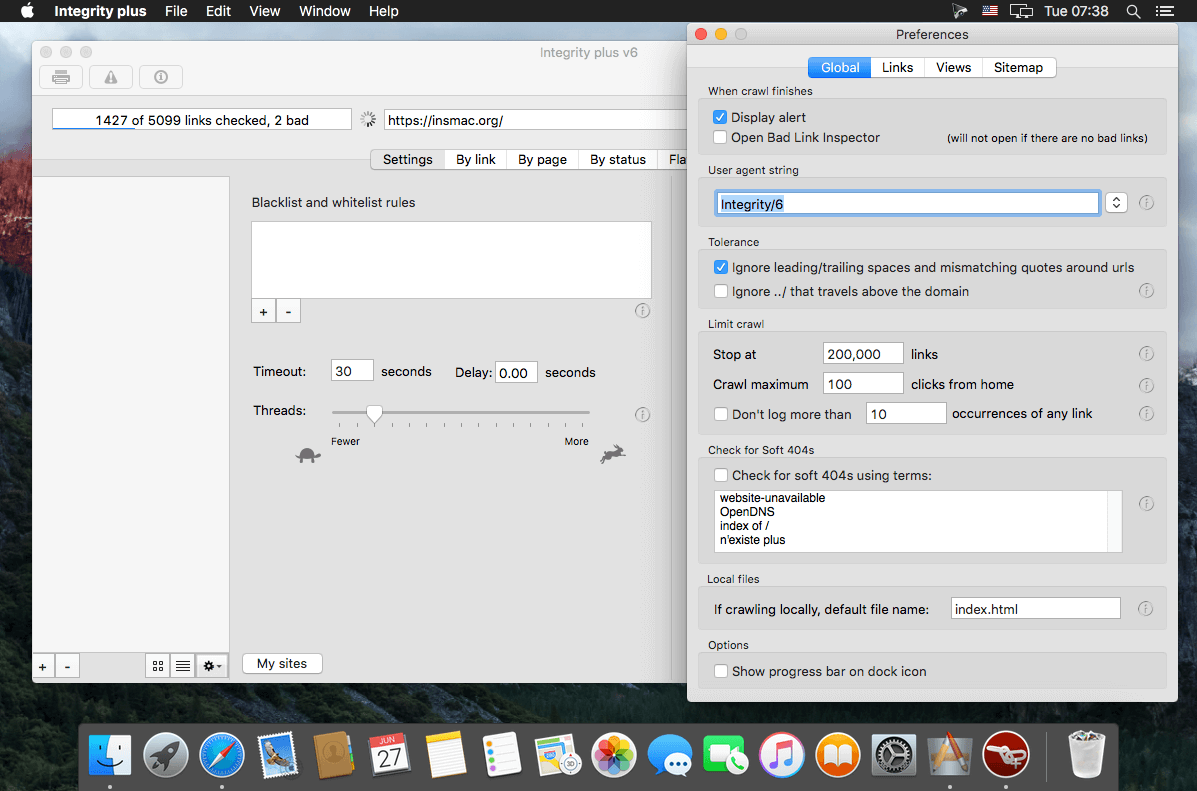 Integrity plus File Edit View Window Help Tue 07:38
Integrity plus v6
1427 of 5099 links checked, 2 bad https://insmac.org/
Settings By link By page By status Fla
Blacklist and whitelist rules
+ -
Timeout: 30 seconds Delay: 0.00 seconds
Threads:
Fewer More
+ - My sites
Preferences
Global Links Views Sitemap
When crawl finishes
Display alert
Open Bad Link Inspector (will not open if there are no bad links)
User agent string
Integrity/6
Tolerance
Ignore leading/trailing spaces and mismatching quotes around urls
Ignore ../ that travels above the domain
Limit crawl
Stop at 200,000 links
Crawl maximum 100 clicks from home
Don't log more than 10 occurrences of any link
Check for Soft 404s
Check for soft 404s using terms:
website-unavailable
OpenDNS
index of /
n'existe plus
Local files
If crawling locally, default file name: index.html
Options
Show progress bar on dock icon
JUN
27
3D